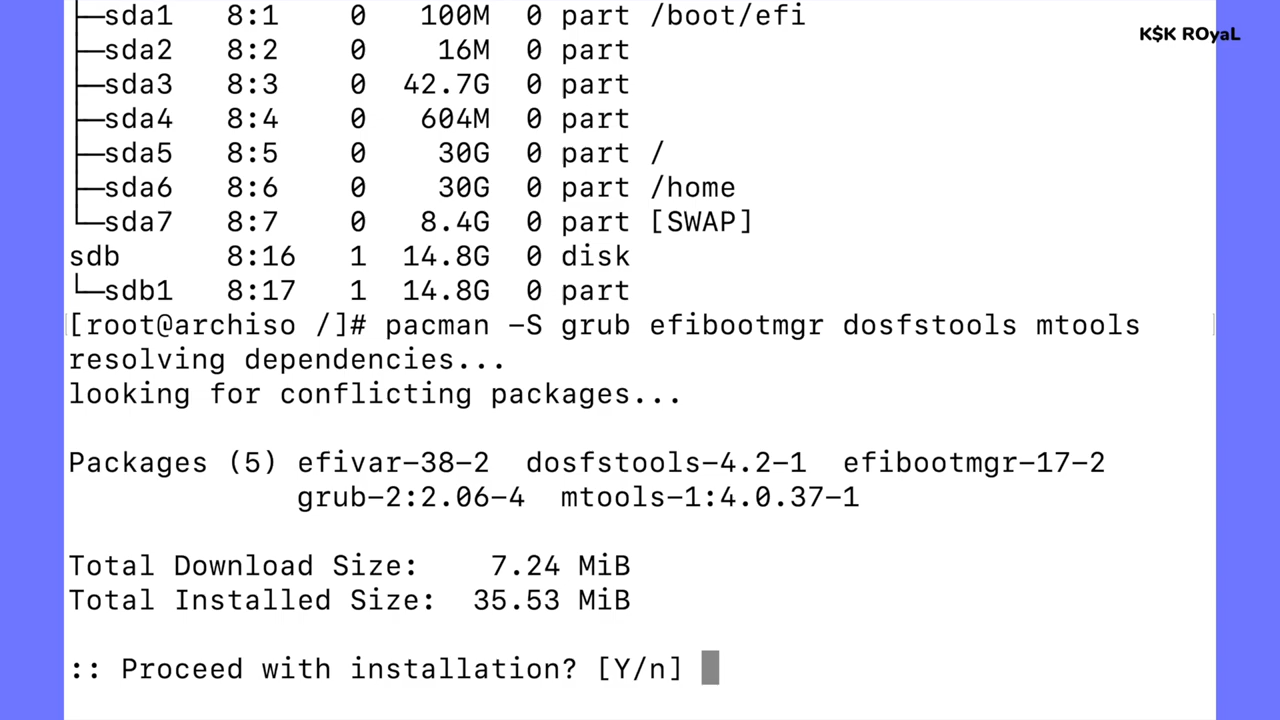 ├─sda1   8:1    0   100M  0 part /boot/efi
├─sda2   8:2    0    16M  0 part
├─sda3   8:3    0  42.7G  0 part
├─sda4   8:4    0   604M  0 part
├─sda5   8:5    0    30G  0 part /
├─sda6   8:6    0    30G  0 part /home
└─sda7   8:7    0   8.4G  0 part [SWAP]
sdb      8:16   1  14.8G  0 disk
└─sdb1   8:17   1  14.8G  0 part
[root@archiso /]# pacman -S grub efibootmgr dosfstools mtools
resolving dependencies...
looking for conflicting packages...
Packages (5) efivar-38-2  dosfstools-4.2-1  efibootmgr-17-2
grub-2:2.06-4  mtools-1:4.0.37-1
Total Download Size:    7.24 MiB
Total Installed Size:  35.53 MiB
:: Proceed with installation? [Y/n]
K$K ROyaL